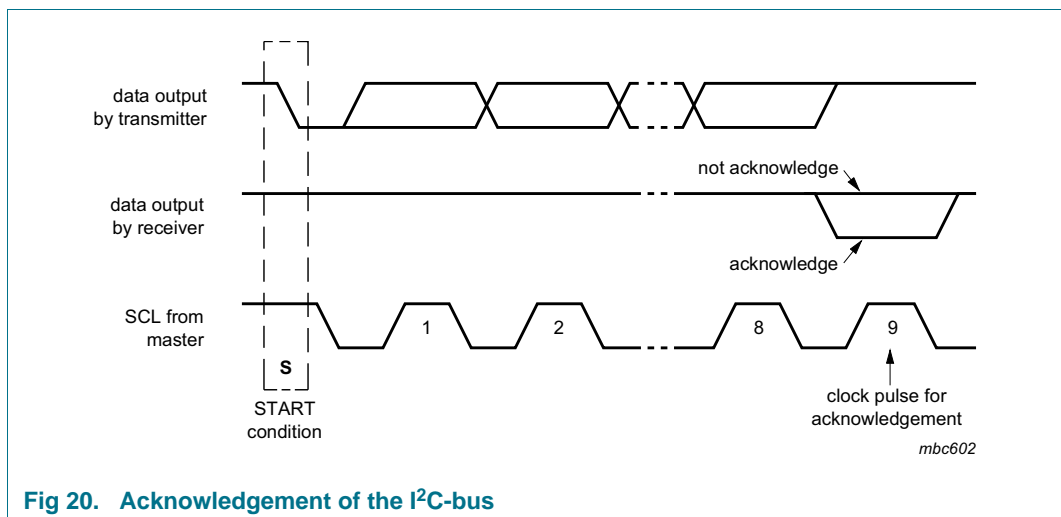 data output
by transmitter
not acknowledge
data output
by receiver
acknowledge
SCL from
master
1
2
8
9
S
START
condition
clock pulse for
acknowledgement
mbc602
Fig 20. Acknowledgement of the I²C-bus